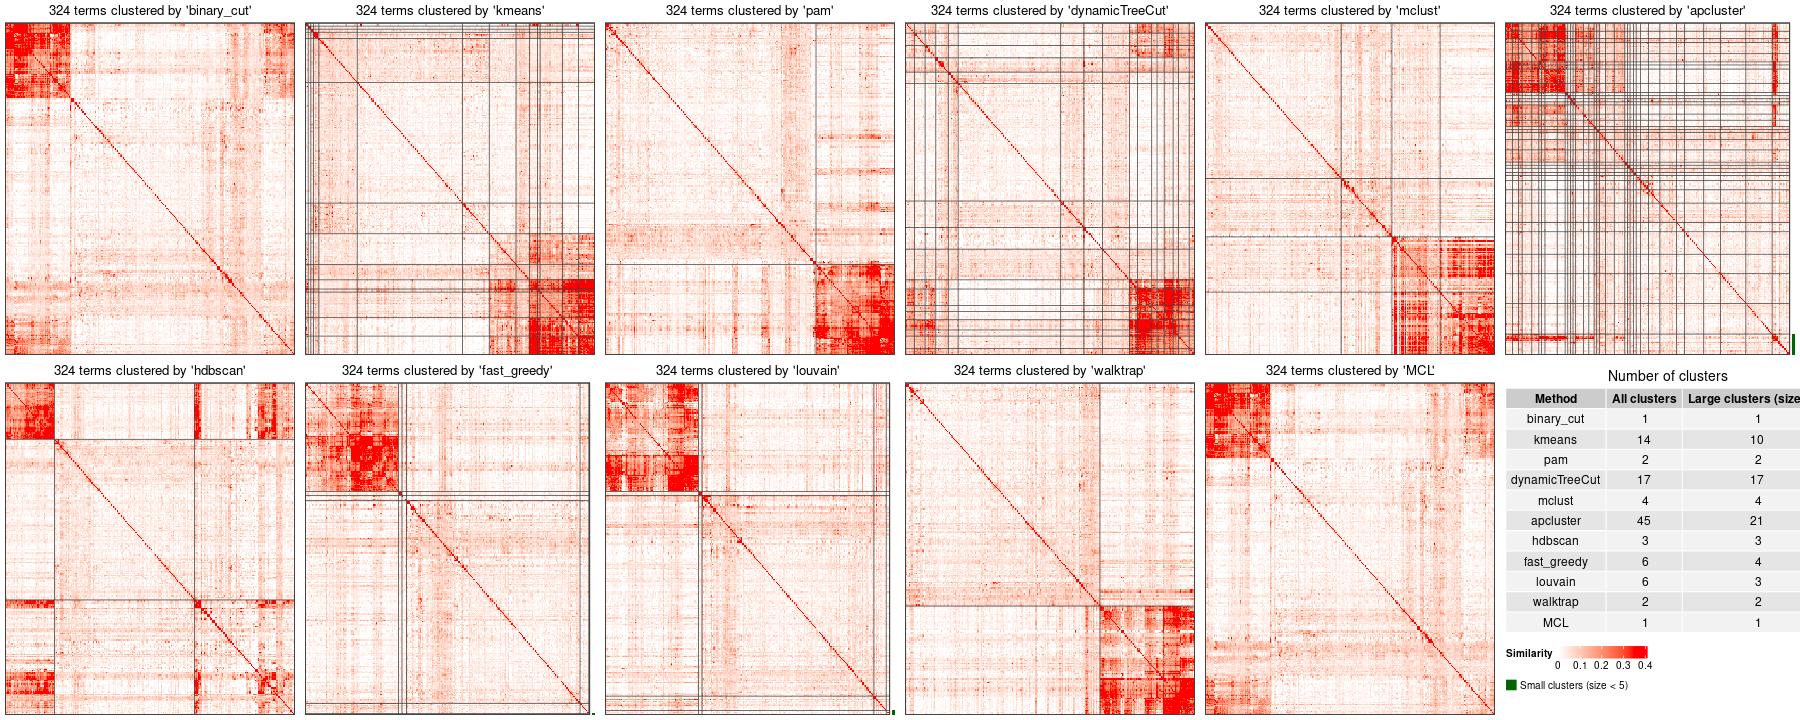 324 terms clustered by 'binary_cut'
324 terms clustered by 'kmeans'
324 terms clustered by 'pam'
324 terms clustered by 'dynamicTreeCut'
324 terms clustered by 'mclust'
324 terms clustered by 'apcluster'
324 terms clustered by 'hdbscan'
324 terms clustered by 'fast_greedy'
324 terms clustered by 'louvain'
324 terms clustered by 'walktrap'
324 terms clustered by 'MCL'
Number of clusters
Method All clusters Large clusters (size
binary_cut 1 1
kmeans 14 10
pam 2 2
dynamicTreeCut 17 17
mclust 4 4
apcluster 45 21
hdbscan 3 3
fast_greedy 6 4
louvain 6 3
walktrap 2 2
MCL 1 1
Similarity
0 0.1 0.2 0.3 0.4
Small clusters (size < 5)